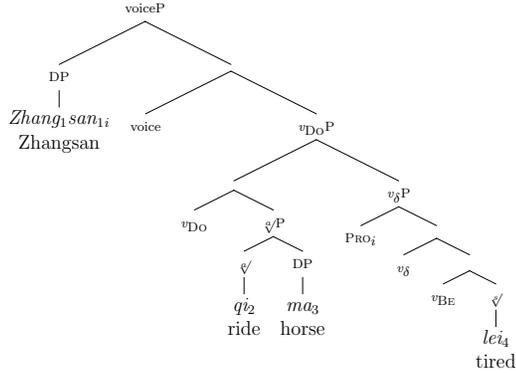 voiceP
DP
Zhang₁san₁ᵢ
Zhangsan
voice
vDoP
vDo
√P
√
qi₂
ride
DP
ma₃
horse
vδP
PROᵢ
vδ
vBE
√
lei₄
tired